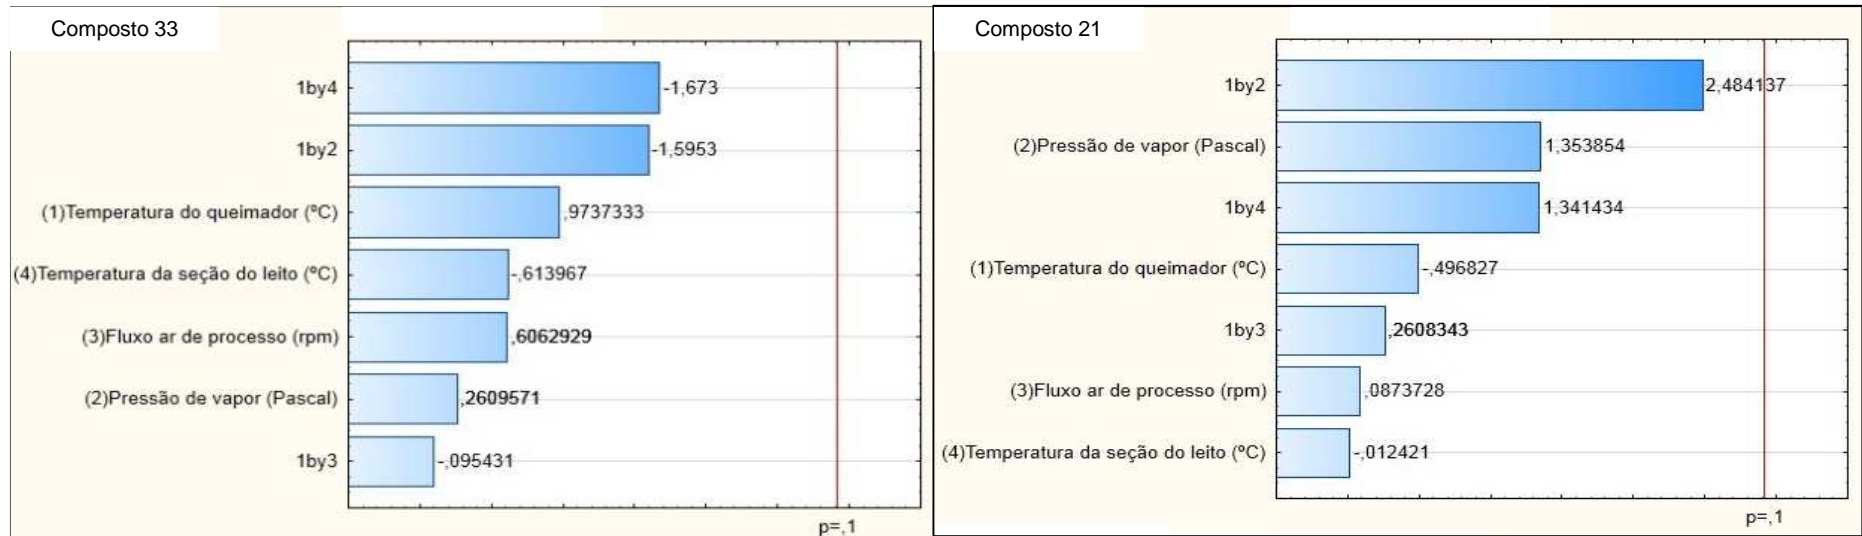 Composto 33
1by4
-1,673
1by2
-1,5953
(1)Temperatura do queimador (ºC)
,9737333
(4)Temperatura da seção do leito (ºC)
-,613967
(3)Fluxo ar de processo (rpm)
,6062929
(2)Pressão de vapor (Pascal)
,2609571
1by3
-,095431
p=,1
Composto 21
1by2
2,484137
(2)Pressão de vapor (Pascal)
1,353854
1by4
1,341434
(1)Temperatura do queimador (ºC)
-,496827
1by3
,2608343
(3)Fluxo ar de processo (rpm)
,0873728
(4)Temperatura da seção do leito (ºC)
-,012421
p=,1